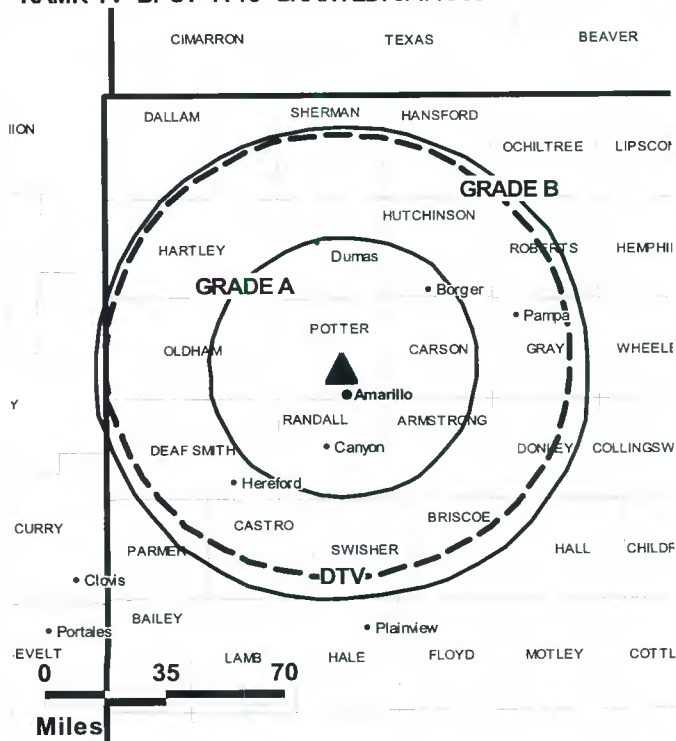 CIMARRON TEXAS BEAVER
DALLAM SHERMAN HANSFORD
OCHILTREE
GRADE B
HUTCHINSON
HARTLEY Dumas ROBERTS
GRADE A Borger
Pampa
POTTER
OLDHAM CARSON GRAY
Amarillo
RANDALL ARMSTRONG
Canyon
DEAF SMITH DONLEY
Hereford
CASTRO BRISCOE
CURRY
PARMER SWISHER HALL
DTV
Clovis
BAILEY
Portales Plainview
LAMB HALE FLOYD MOTLEY
0 35 70
Miles